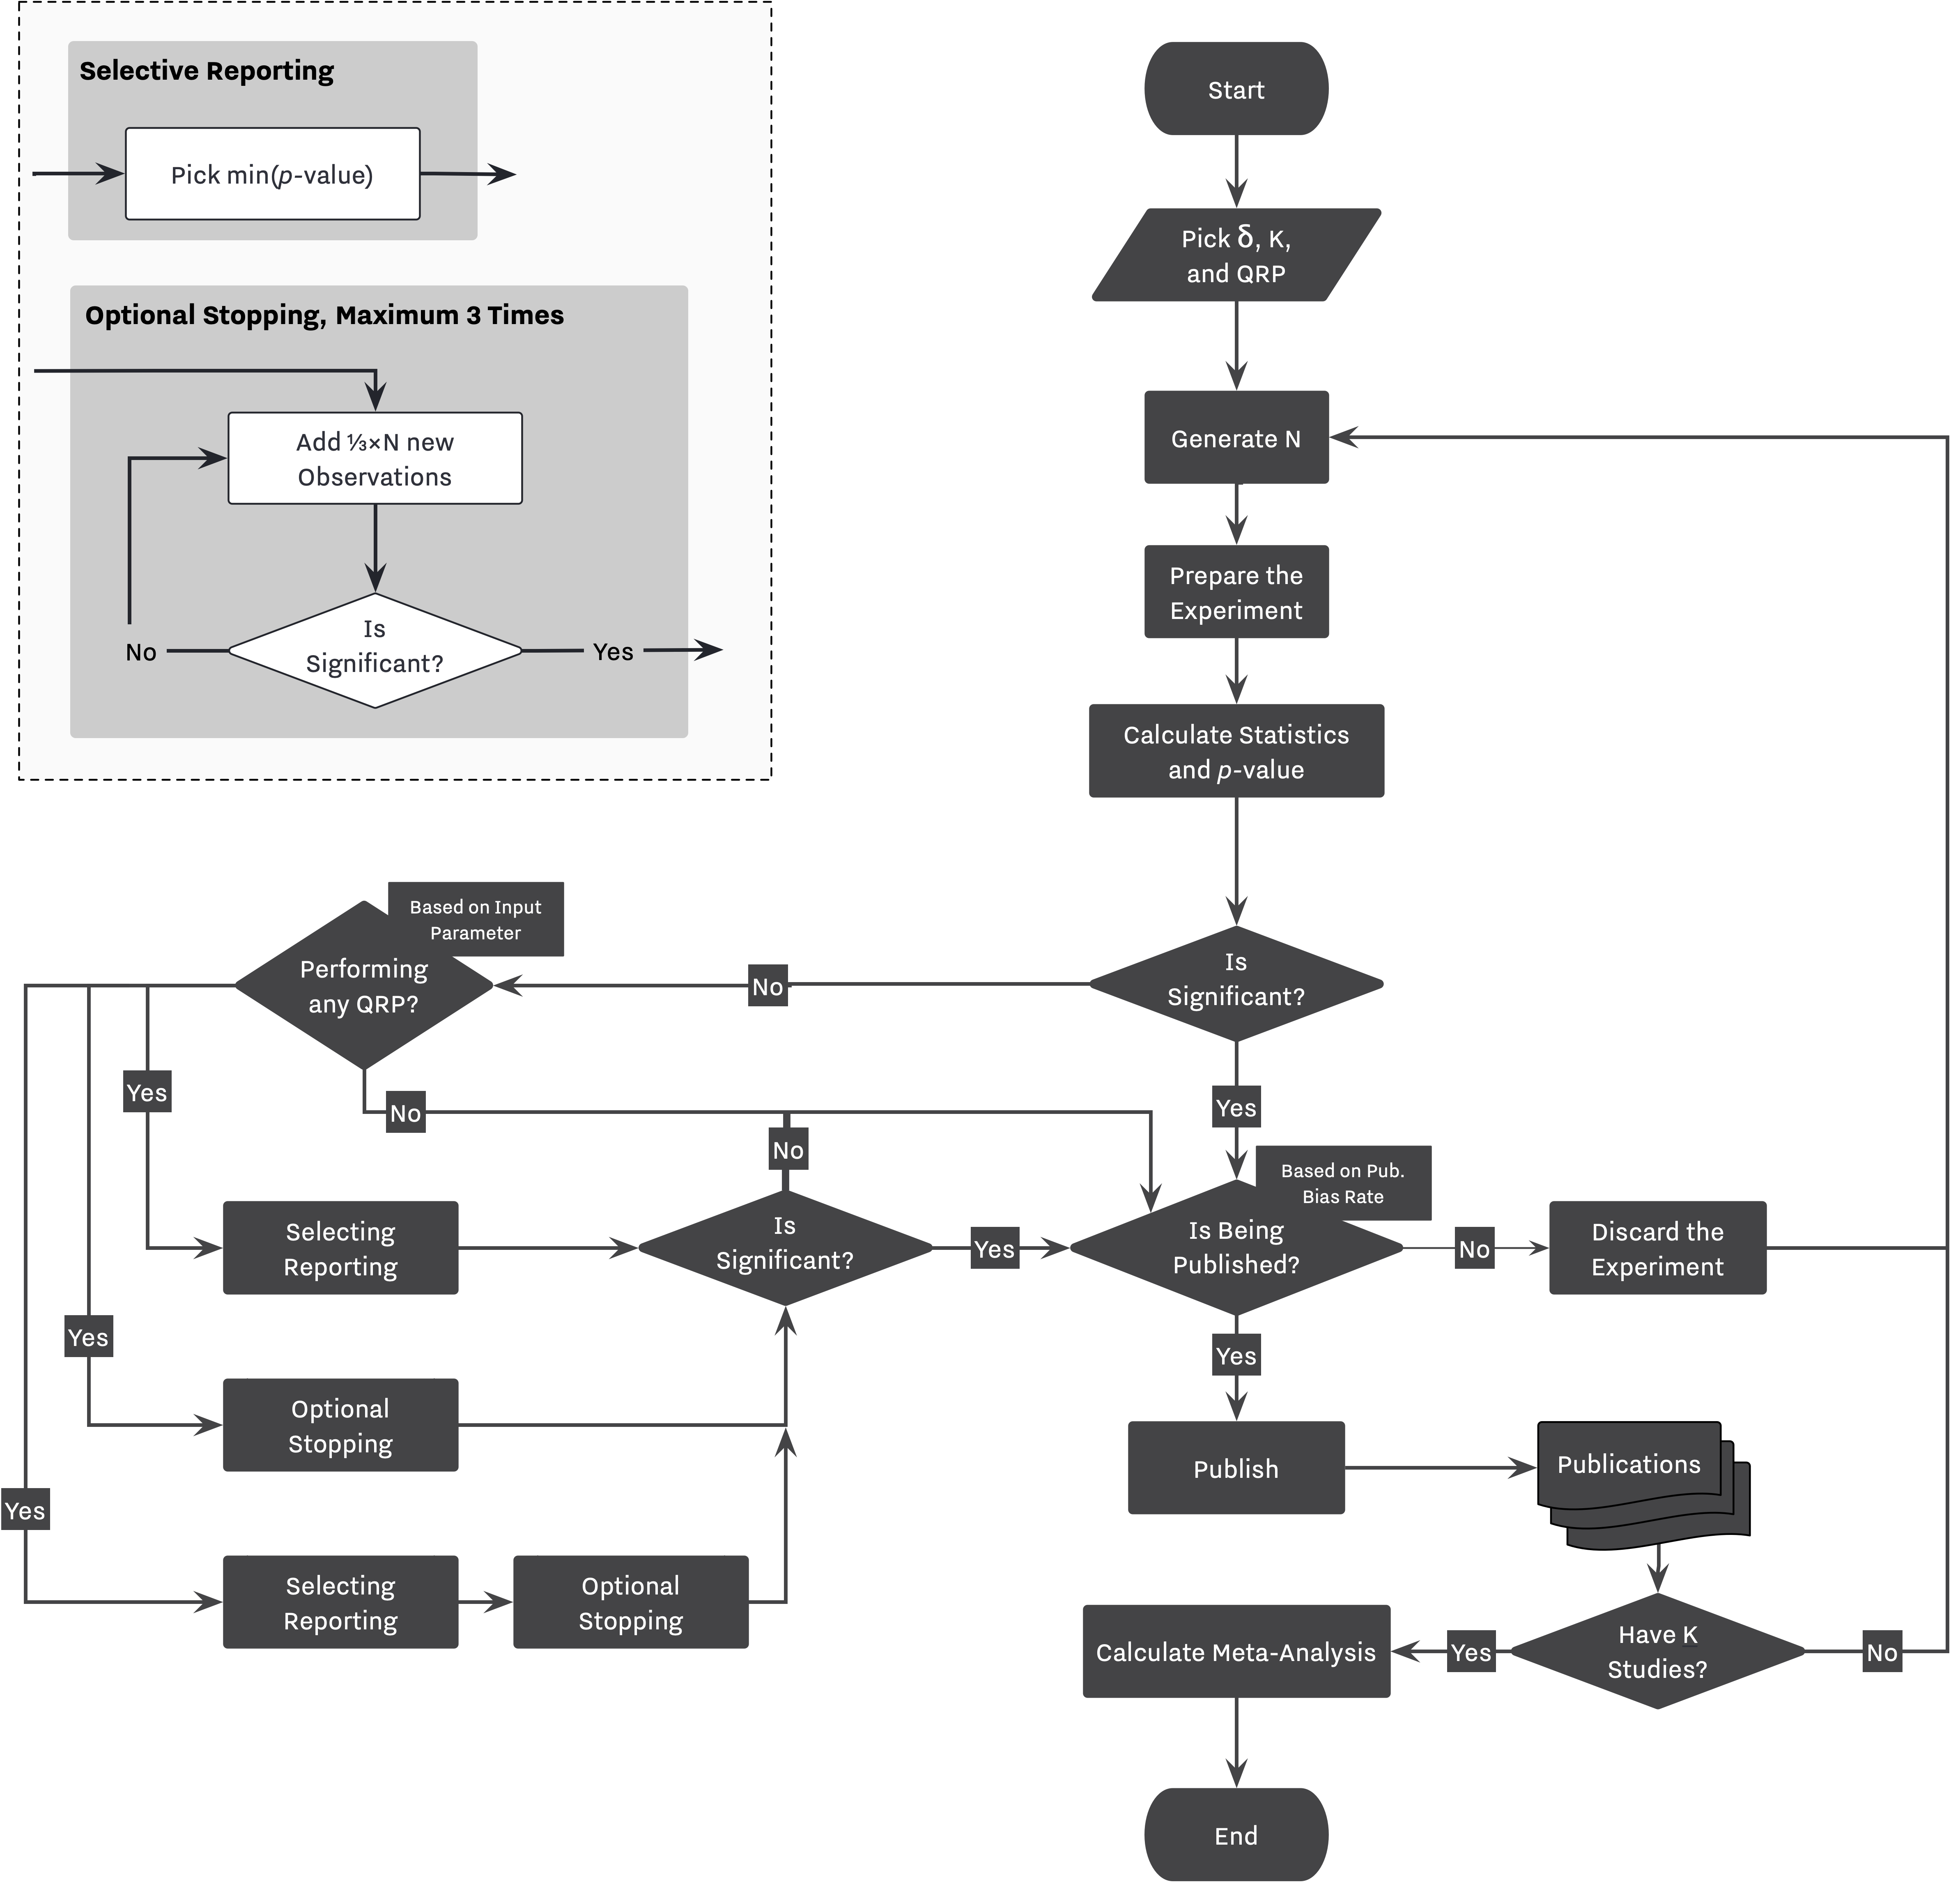 Selective Reporting
Pick min(p-value)
Optional Stopping, Maximum 3 Times
Add ⅓×N new
Observations
Is
Significant?
No
Yes
Start
Pick δ, K,
and QRP
Generate N
Prepare the
Experiment
Calculate Statistics
and p-value
Is
Significant?
No
Yes
Based on Input
Parameter
Performing
any QRP?
Yes
No
Yes
Yes
Selecting
Reporting
Optional
Stopping
Selecting
Reporting
Optional
Stopping
Is
Significant?
No
Yes
Based on Pub.
Bias Rate
Is Being
Published?
No
Discard the
Experiment
Yes
Publish
Publications
Have K
Studies?
No
Yes
Calculate Meta-Analysis
End